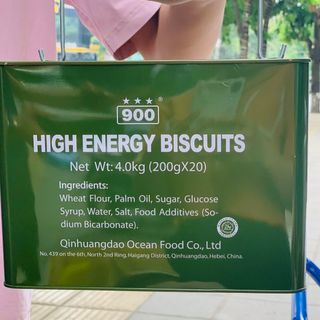 ★★★
900®
HIGH ENERGY BISCUITS
Net Wt: 4.0kg (200gX20)
Ingredients:
Wheat Flour, Palm Oil, Sugar, Glucose
Syrup, Water, Salt, Food Additives (So-
dium Bicarbonate).
Qinhuangdao Ocean Food Co., Ltd
No. 439 on the 6th, North 2nd Ring, Haigang District, Qinhuangdao, Hebei, China.